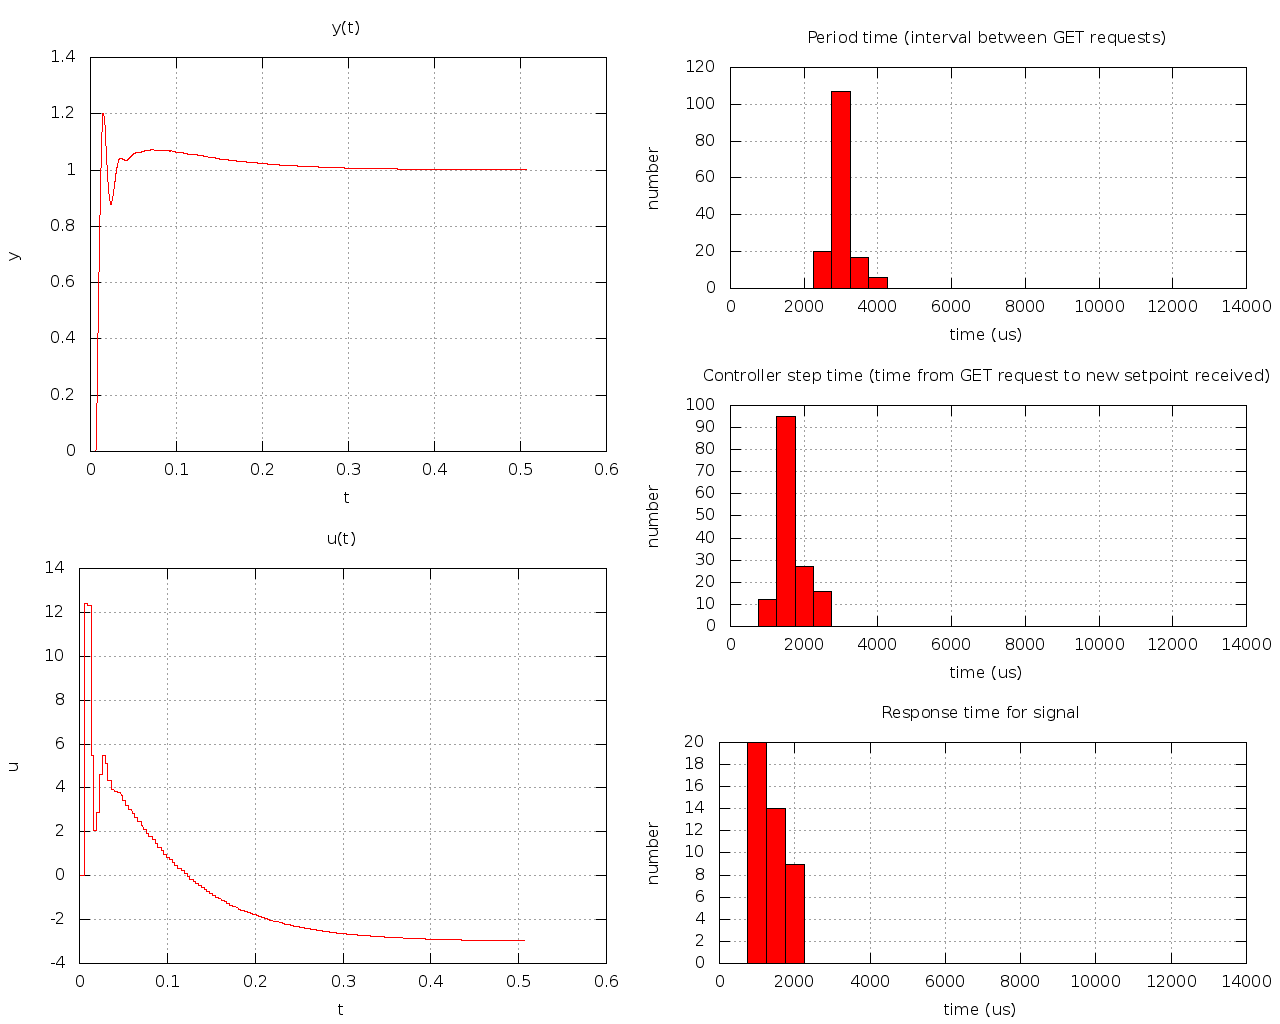 y(t)
1.4
1.2
1
0.8
0.6
0.4
0.2
0
y
0 0.1 0.2 0.3 0.4 0.5 0.6
t
u(t)
14
12
10
8
6
4
2
0
-2
-4
u
0 0.1 0.2 0.3 0.4 0.5 0.6
t
Period time (interval between GET requests)
120
100
80
60
40
20
0
number
0 2000 4000 6000 8000 10000 12000 14000
time (us)
Controller step time (time from GET request to new setpoint received)
100
90
80
70
60
50
40
30
20
10
0
number
0 2000 4000 6000 8000 10000 12000 14000
time (us)
Response time for signal
20
18
16
14
12
10
8
6
4
2
0
number
0 2000 4000 6000 8000 10000 12000 14000
time (us)